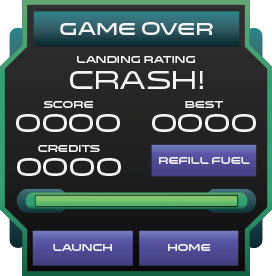 GAME OVER
LANDING RATING
CRASH!
SCORE BEST
0000 0000
CREDITS
0000 REFILL FUEL
LAUNCH HOME